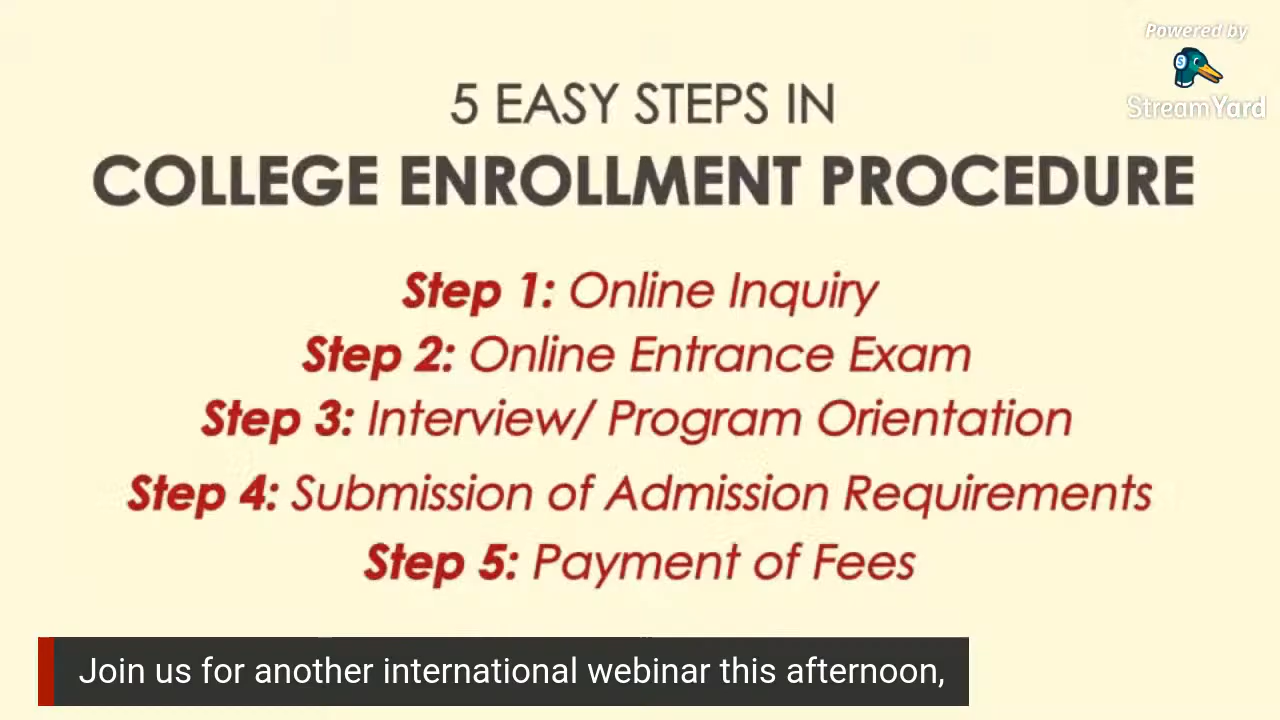 Powered by
StreamYard
5 EASY STEPS IN
COLLEGE ENROLLMENT PROCEDURE
Step 1: Online Inquiry
Step 2: Online Entrance Exam
Step 3: Interview/ Program Orientation
Step 4: Submission of Admission Requirements
Step 5: Payment of Fees
Join us for another international webinar this afternoon,